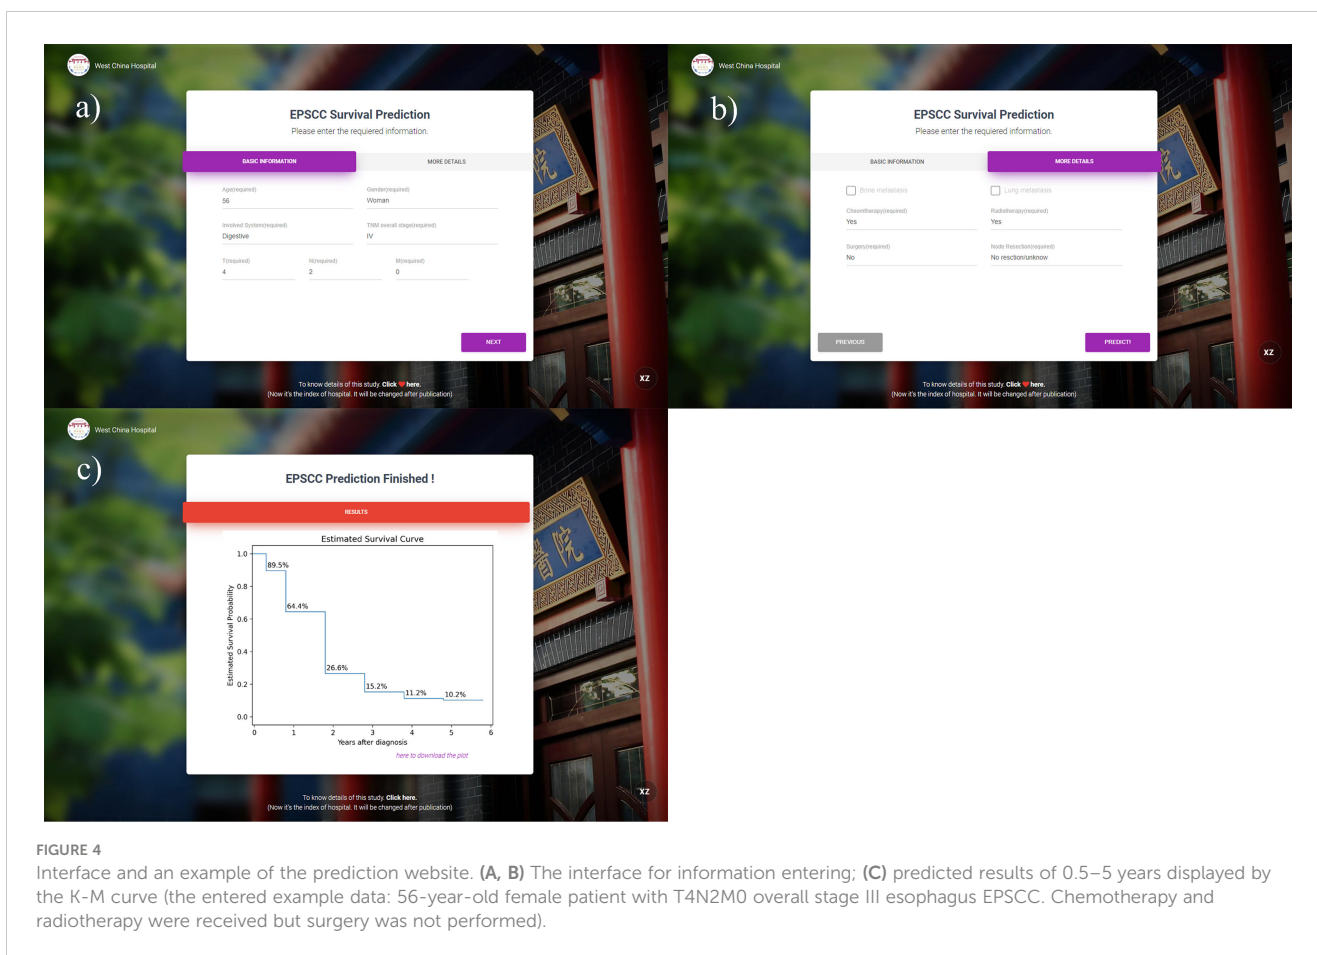 West China Hospital
a)
EPSCC Survival Prediction
Please enter the requiered information.
BASIC INFORMATION
MORE DETAILS
Age(required)
Gender(required)
56
Woman
Involved System(required)
TNM overall stage(required)
Digestive
IV
T(required)
N(required)
M(required)
4
2
0
NEXT
XZ
To know details of this study. Click ❤ here.
(Now it's the index of hospital. It will be changed after publication)
West China Hospital
b)
EPSCC Survival Prediction
Please enter the requiered information.
BASIC INFORMATION
MORE DETAILS
Brine metastasis
Lung metastasis
Radiotherapy(required)
Yes
Yes
Surgery(required)
Node Resection(required)
No
No resction/unknow
PREVIOUS
PREDICT!
XZ
To know details of this study. Click ❤ here.
(Now it's the index of hospital. It will be changed after publication)
West China Hospital
c)
EPSCC Prediction Finished !
RESULTS
Estimated Survival Curve
Estimated Survival Probability
1.0
0.8
0.6
0.4
0.2
0.0
89.5%
64.4%
26.6%
15.2%
11.2%
10.2%
0 1 2 3 4 5 6
Years after diagnosis
here to download the plot
醫院
XZ
To know details of this study. Click here.
(Now it's the index of hospital. It will be changed after publication)
FIGURE 4
Interface and an example of the prediction website. (A, B) The interface for information entering; (C) predicted results of 0.5–5 years displayed by
the K-M curve (the entered example data: 56-year-old female patient with T4N2M0 overall stage III esophagus EPSCC. Chemotherapy and
radiotherapy were received but surgery was not performed).